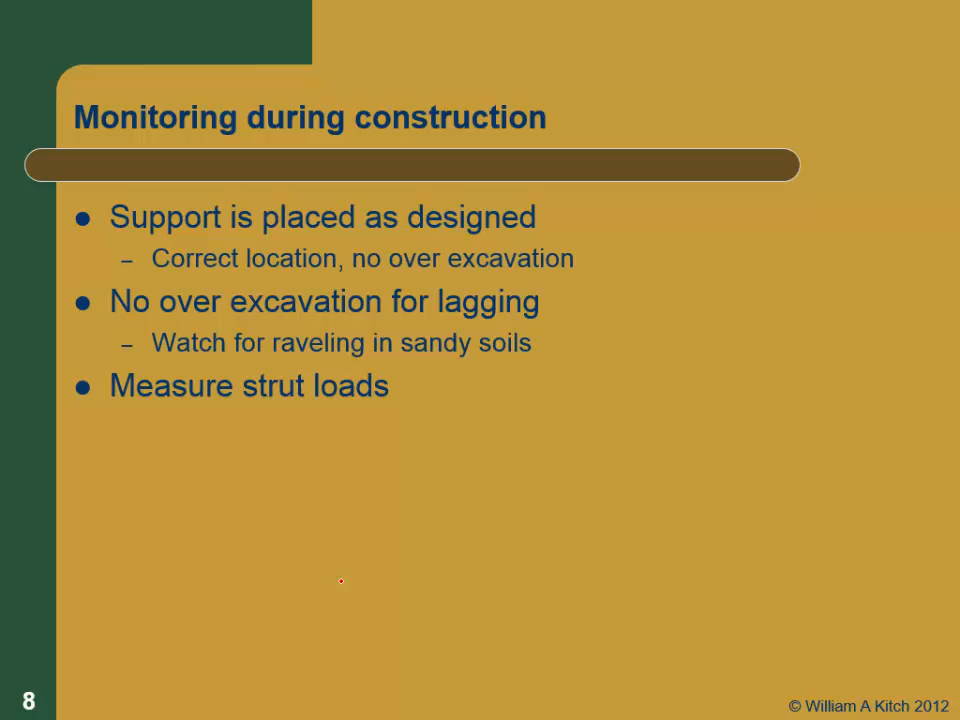 Monitoring during construction
● Support is placed as designed
– Correct location, no over excavation
● No over excavation for lagging
– Watch for raveling in sandy soils
● Measure strut loads
8
© William A Kitch 2012